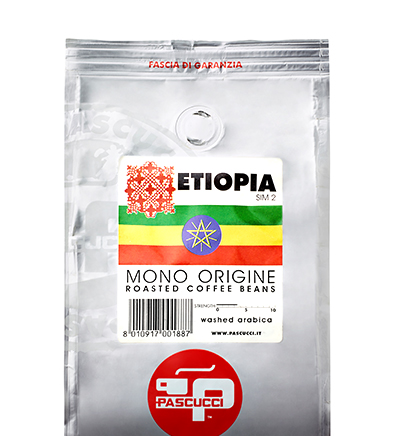 FASCIA DI GARANZIA
ETIOPIA
SIM 2
MONO ORIGINE
ROASTED COFFEE BEANS
STRENGTH 0 5 10
washed arabica
WWW.PASCUCCI.IT
8 010917 001887
PASCUCCI